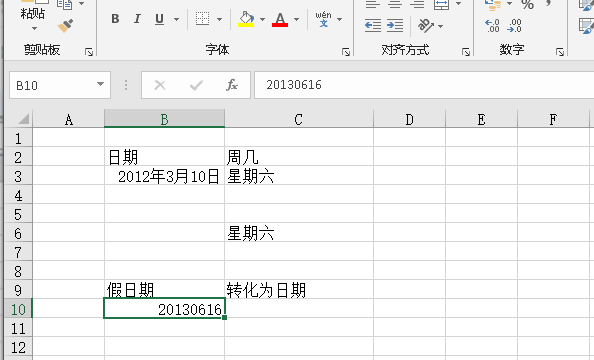 粘贴
B I U A wén 文 % ,
剪贴板 字体 对齐方式 数字
B10 fx 20130616
A B C D E F
1
2 日期 周几
3 2012年3月10日 星期六
4
5
6 星期六
7
8
9 假日期 转化为日期
10 20130616
11
12